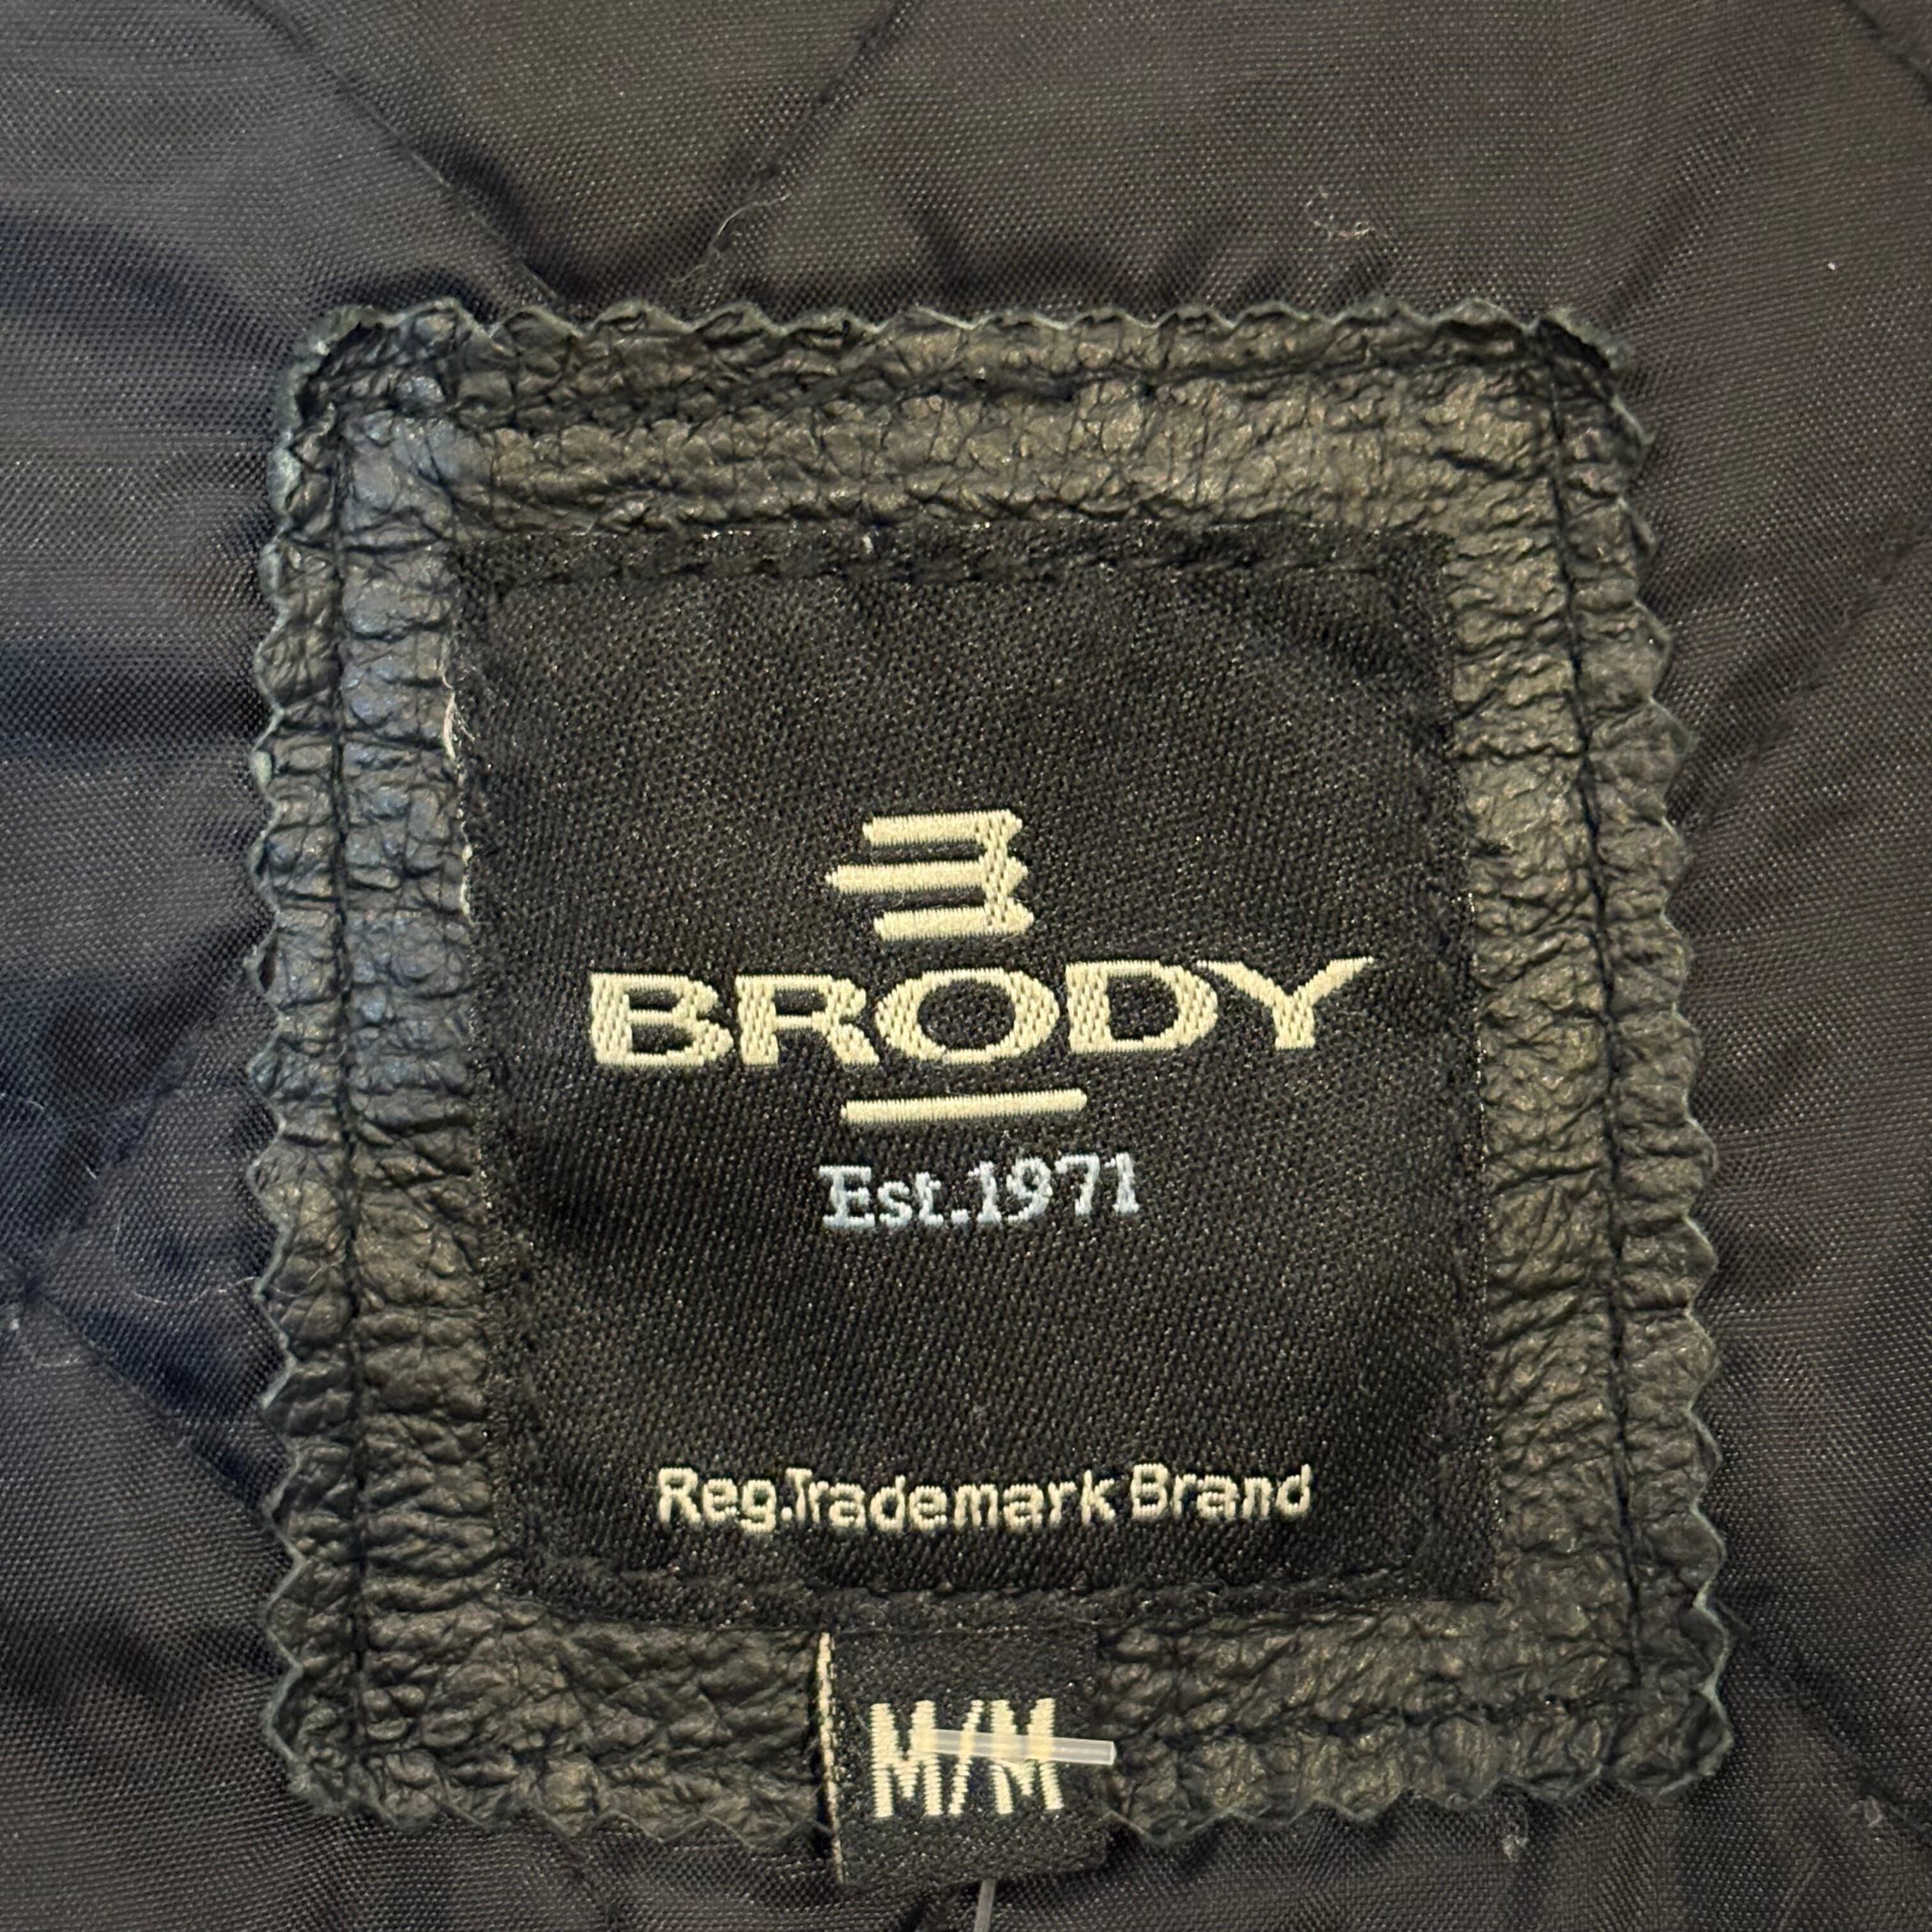 BRODY
Est.1971
Reg.Trademark Brand
M/M